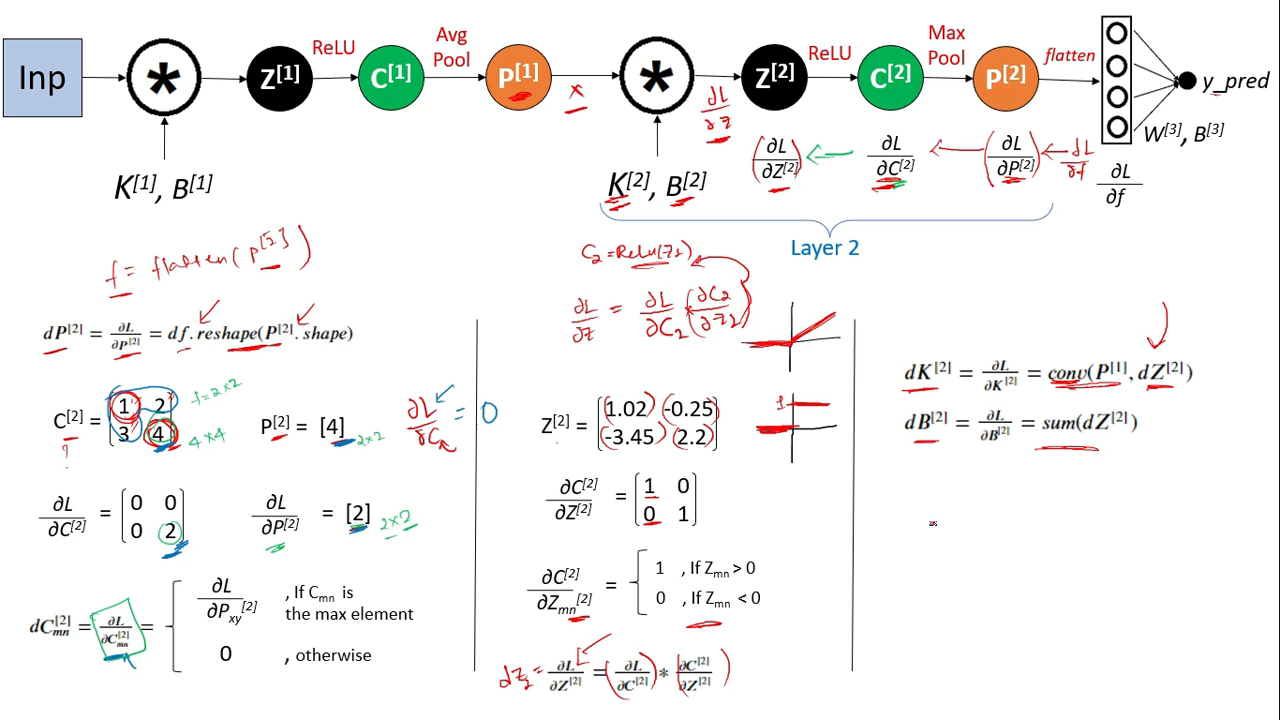 Inp
*
Z[1]
ReLU
C[1]
Avg
Pool
P[1]
x
*
∂L
∂Z
Z[2]
ReLU
C[2]
Max
Pool
P[2]
flatten
y_pred
W[3], B[3]
K[1], B[1]
K[2], B[2]
∂L/∂Z[2] ← ∂L/∂C[2] ← ∂L/∂P[2] ← ∂L/∂f
∂L/∂f
Layer 2
f = flatten(P[2])
dP[2] = ∂L/∂P[2] = df.reshape(P[2].shape)
C[2] = [1 2
3 4]
f=2x2
4x4
P[2] = [4]
2x2
∂L/∂C2 = 0
∂L/∂C[2] = [0 0
0 2]
∂L/∂P[2] = [2]
2x2
dCmn[2] = ∂L/∂Cmn[2] =
∂L/∂Pxy[2] , If Cmn is
the max element
0 , otherwise
C2 = Relu(Z2)
∂L/∂Z = ∂L/∂C2 (∂C2/∂Z2)
Z[2] = [1.02 -0.25
-3.45 2.2]
1
∂C[2]/∂Z[2] = [1 0
0 1]
∂C[2]/∂Zmn[2] =
1 , If Zmn > 0
0 , If Zmn < 0
dZ2 = ∂L/∂Z[2] = (∂L/∂C[2]) * (∂C[2]/∂Z[2])
dK[2] = ∂L/∂K[2] = conv(P[1], dZ[2])
dB[2] = ∂L/∂B[2] = sum(dZ[2])